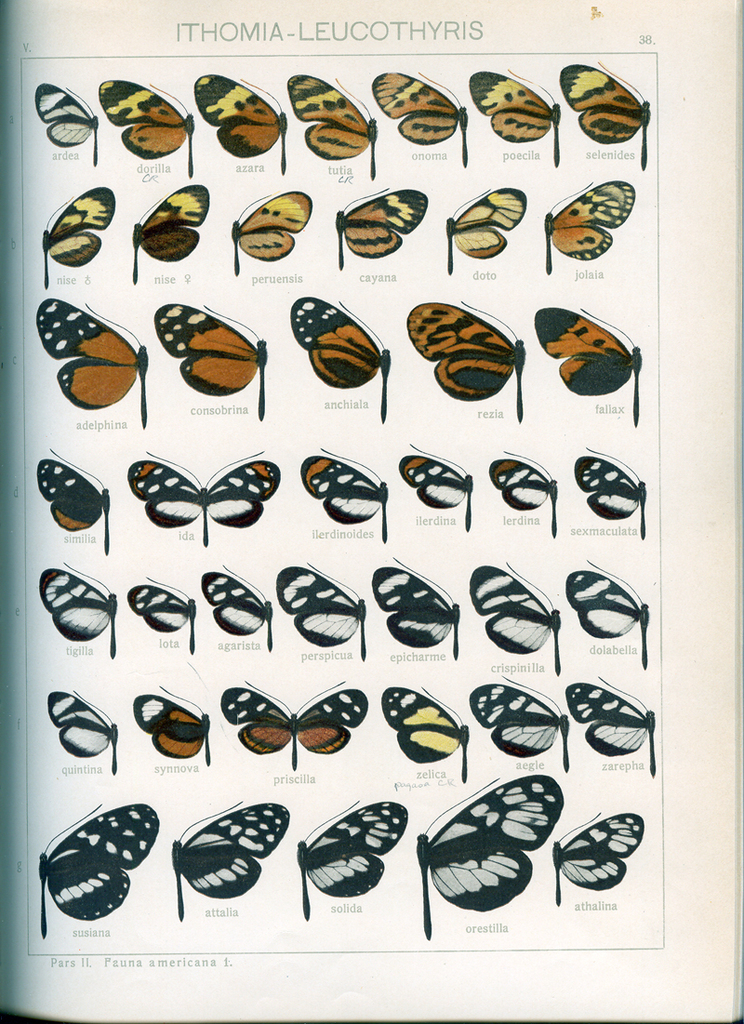 ITHOMIA-LEUCOTHYRIS
V. 38.
a ardea dorilla azara tutia onoma poecila selenides
CR CR
b nise ♂ nise ♀ peruensis cayana doto jolaia
c adelphina consobrina anchiala rezia fallax
d similia ida ilerdinoides ilerdina lerdina sexmaculata
e tigilla lota agarista perspicua epicharme crispinilla dolabella
f quintina synnova priscilla zelica aegle zarepha
CR
g susiana attalia solida orestilla athalina
Pars II. Fauna americana 1.